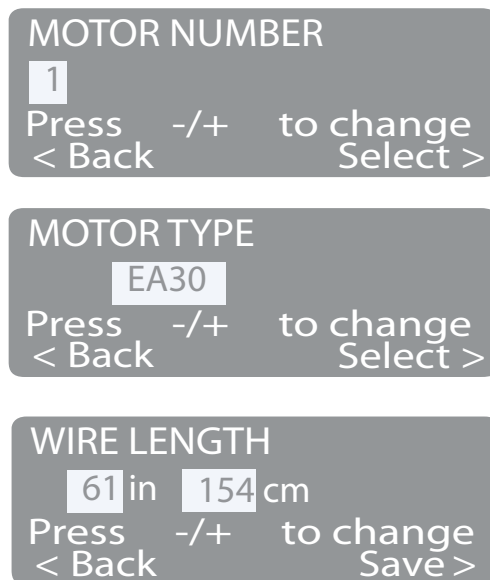 MOTOR NUMBER
1
Press -/+ to change
< Back Select >
MOTOR TYPE
EA30
Press -/+ to change
< Back Select >
WIRE LENGTH
61 in 154 cm
Press -/+ to change
< Back Save >